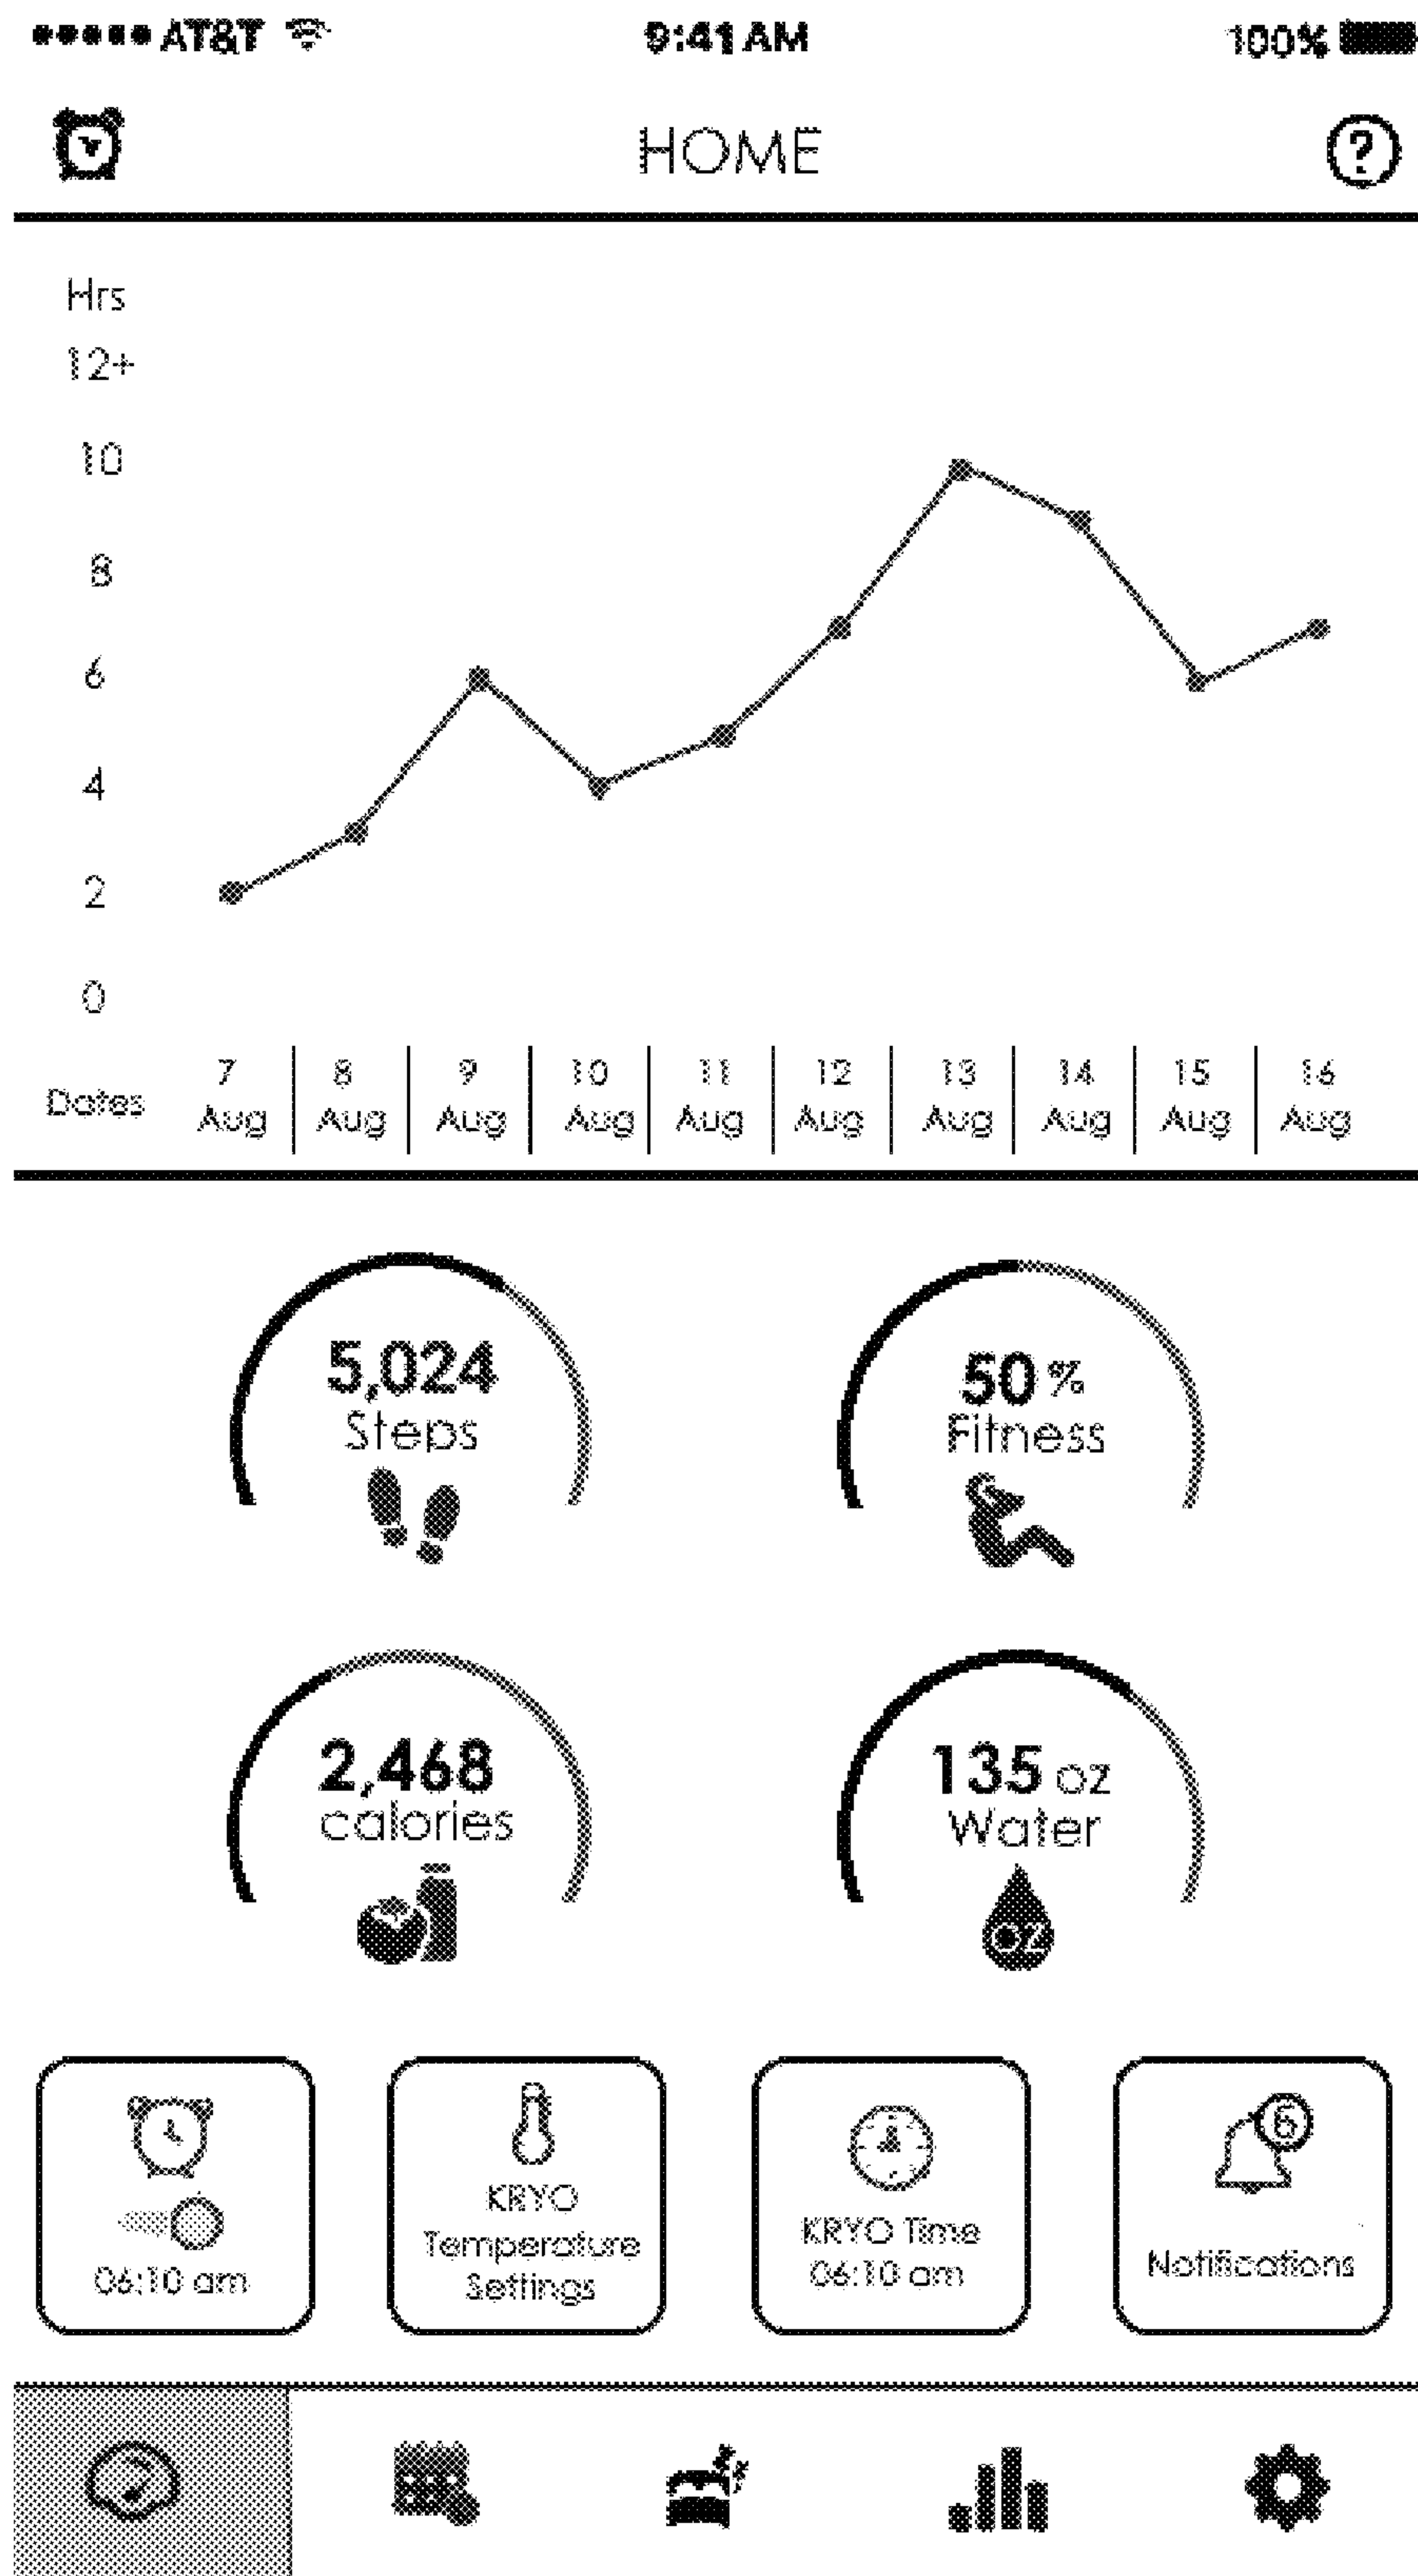 AT&T 9:41 AM 100%
HOME ?
Hrs
12+
10
8
6
4
2
0
Dates
7 Aug
8 Aug
9 Aug
10 Aug
11 Aug
12 Aug
13 Aug
14 Aug
15 Aug
16 Aug
5,024
Steps
50 %
Fitness
2,468
calories
135 oz
Water
oz
06:10 am
KRYO
Temperature
Settings
KRYO Time
06:10 am
6
Notifications